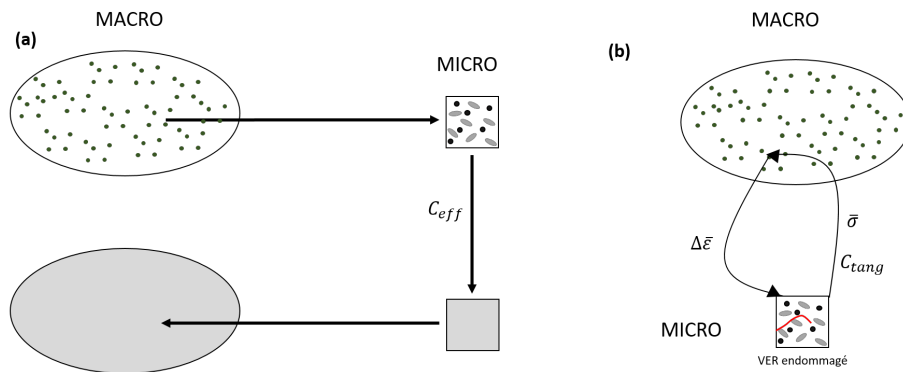 MACRO
(a)
MICRO
C_eff
MACRO
(b)
Δε̄
σ̄
C_tang
MICRO
VER endommagé